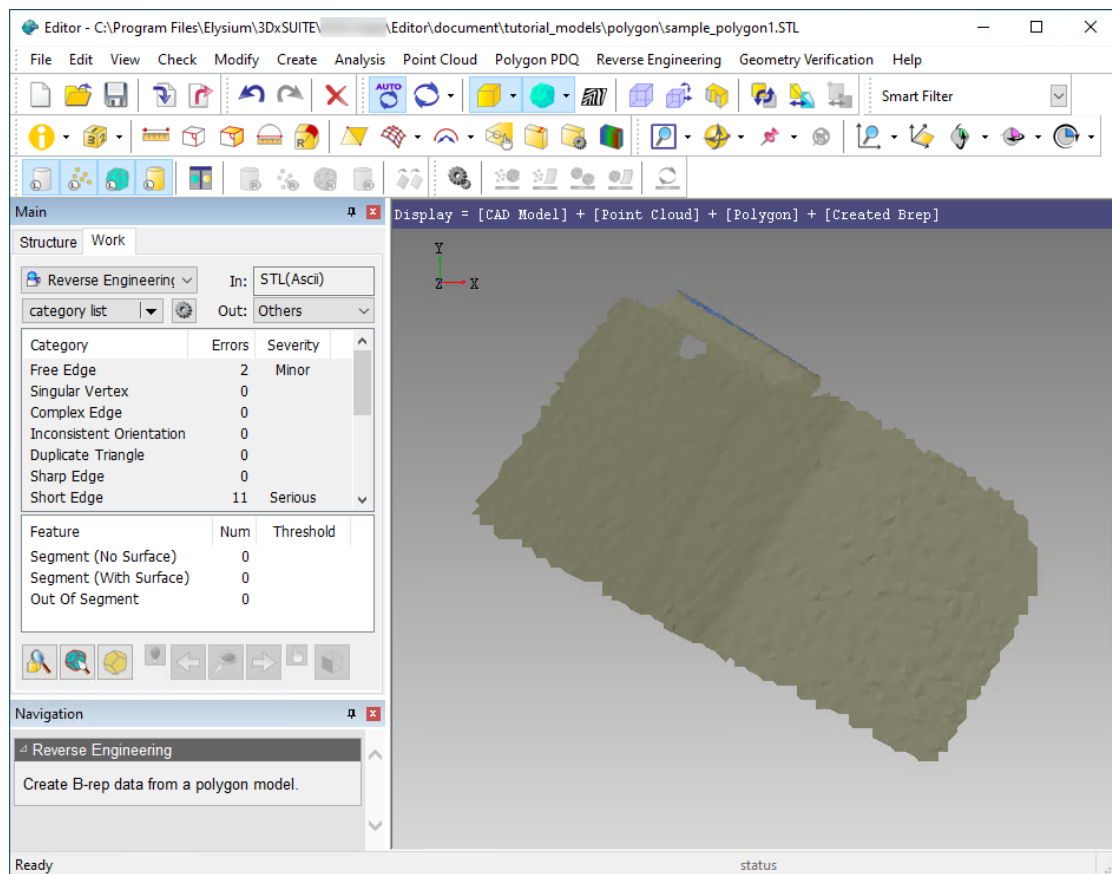 Editor - C:\Program Files\Elysium\3DxSUITE\ \Editor\document\tutorial_models\polygon\sample_polygon1.STL
File Edit View Check Modify Create Analysis Point Cloud Polygon PDQ Reverse Engineering Geometry Verification Help
AUTO Smart Filter
R
L L L L R R R R
Main
Display = [CAD Model] + [Point Cloud] + [Polygon] + [Created Brep]
Structure Work
Y
Z X
Reverse Engineering In: STL(Ascii)
category list Out: Others
Category Errors Severity
Free Edge 2 Minor
Singular Vertex 0
Complex Edge 0
Inconsistent Orientation 0
Duplicate Triangle 0
Sharp Edge 0
Short Edge 11 Serious
Feature Num Threshold
Segment (No Surface) 0
Segment (With Surface) 0
Out Of Segment 0
Navigation
Reverse Engineering
Create B-rep data from a polygon model.
Ready status